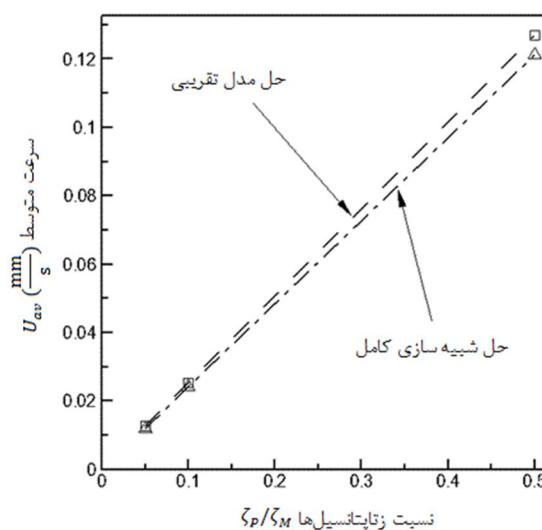 0.12
0.1
0.08
0.06
0.04
0.02
0
سرعت متوسط U_av (mm/s)
حل مدل تقریبی
حل شبیه سازی کامل
0 0.1 0.2 0.3 0.4 0.5
نسبت زتاپتانسیل‌ها ζ_P/ζ_M